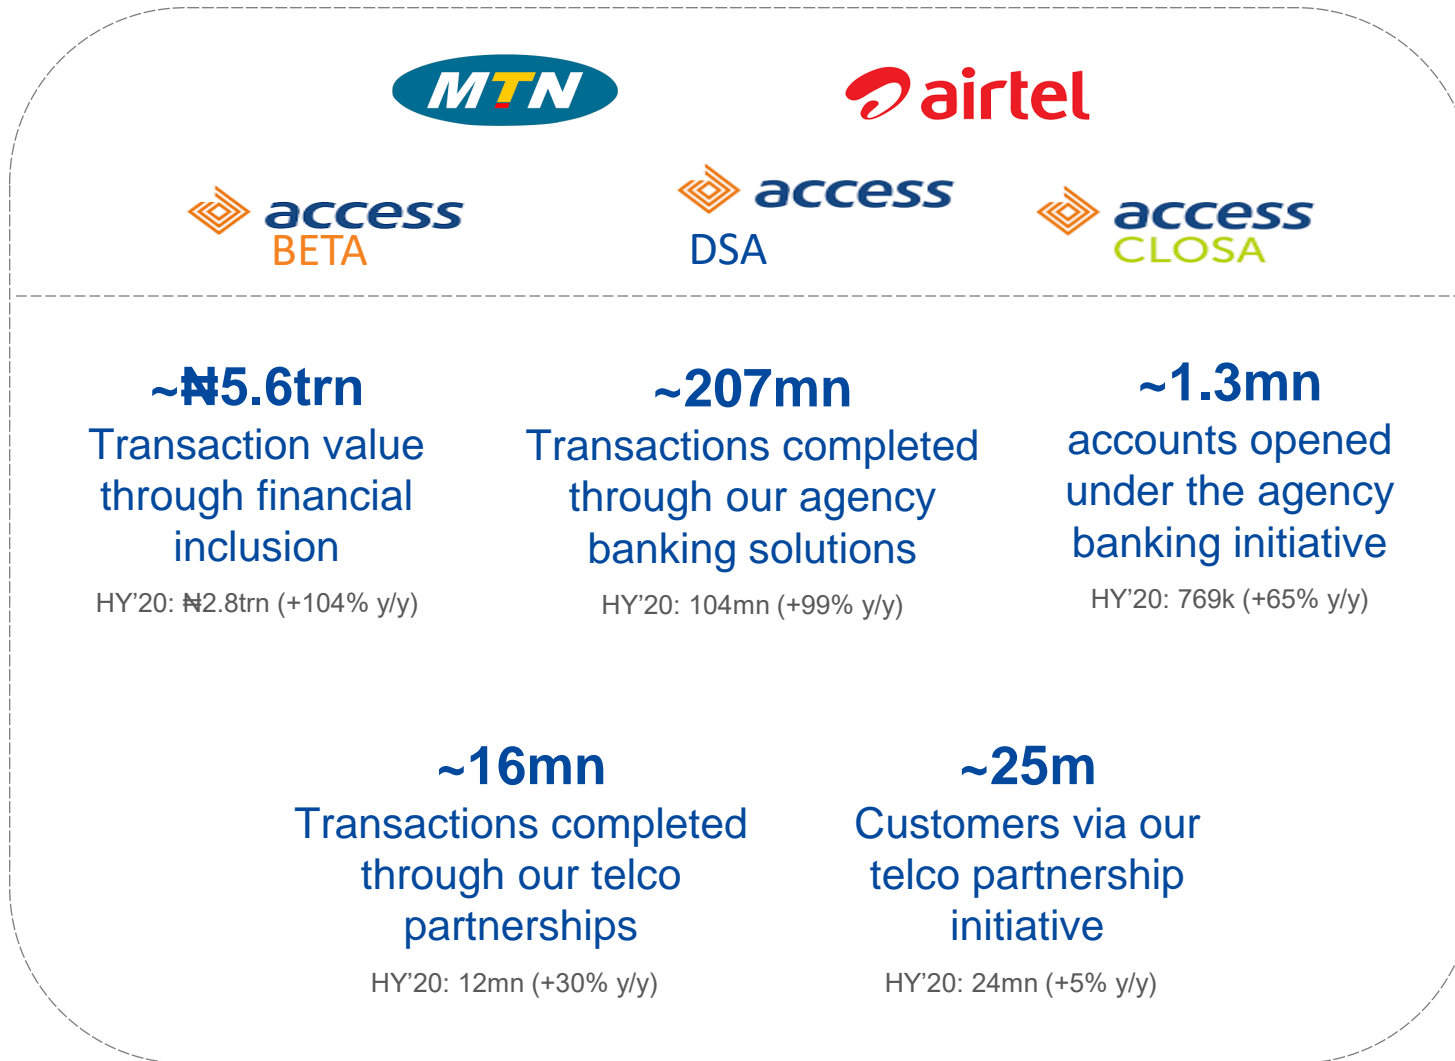 MTN
airtel
access
BETA
access
DSA
access
CLOSA
~₦5.6trn
Transaction value
through financial
inclusion
HY’20: ₦2.8trn (+104% y/y)
~207mn
Transactions completed
through our agency
banking solutions
HY’20: 104mn (+99% y/y)
~1.3mn
accounts opened
under the agency
banking initiative
HY’20: 769k (+65% y/y)
~16mn
Transactions completed
through our telco
partnerships
HY’20: 12mn (+30% y/y)
~25m
Customers via our
telco partnership
initiative
HY’20: 24mn (+5% y/y)